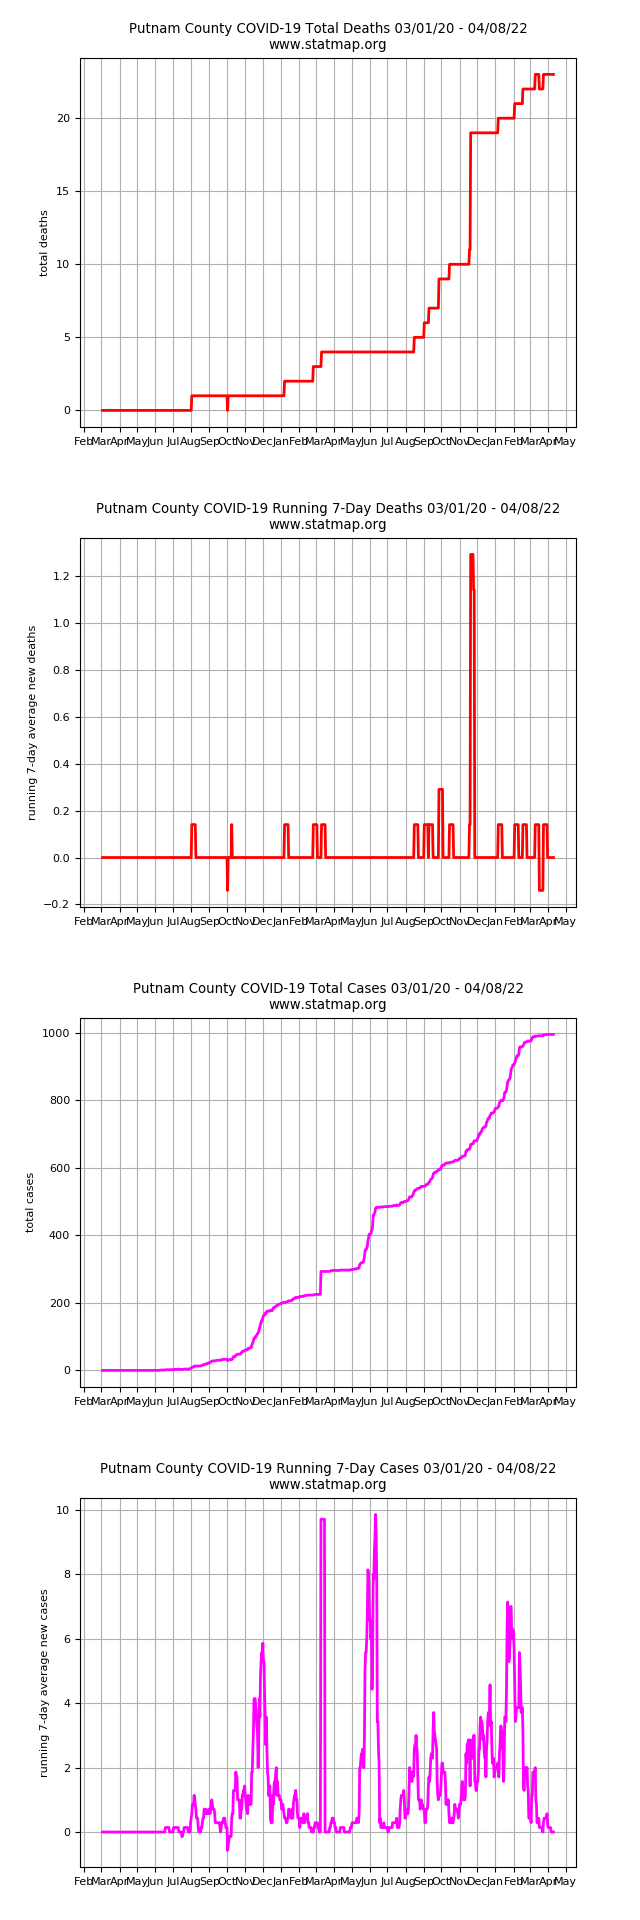 Putnam County COVID-19 Total Deaths 03/01/20 - 04/08/22
www.statmap.org
20
15
10
5
0
total deaths
Feb Mar Apr May Jun Jul Aug Sep Oct Nov Dec Jan Feb Mar Apr May Jun Jul Aug Sep Oct Nov Dec Jan Feb Mar Apr May
Putnam County COVID-19 Running 7-Day Deaths 03/01/20 - 04/08/22
www.statmap.org
1.2
1.0
0.8
0.6
0.4
0.2
0.0
−0.2
running 7-day average new deaths
Feb Mar Apr May Jun Jul Aug Sep Oct Nov Dec Jan Feb Mar Apr May Jun Jul Aug Sep Oct Nov Dec Jan Feb Mar Apr May
Putnam County COVID-19 Total Cases 03/01/20 - 04/08/22
www.statmap.org
1000
800
600
400
200
0
total cases
Feb Mar Apr May Jun Jul Aug Sep Oct Nov Dec Jan Feb Mar Apr May Jun Jul Aug Sep Oct Nov Dec Jan Feb Mar Apr May
Putnam County COVID-19 Running 7-Day Cases 03/01/20 - 04/08/22
www.statmap.org
10
8
6
4
2
0
running 7-day average new cases
Feb Mar Apr May Jun Jul Aug Sep Oct Nov Dec Jan Feb Mar Apr May Jun Jul Aug Sep Oct Nov Dec Jan Feb Mar Apr May